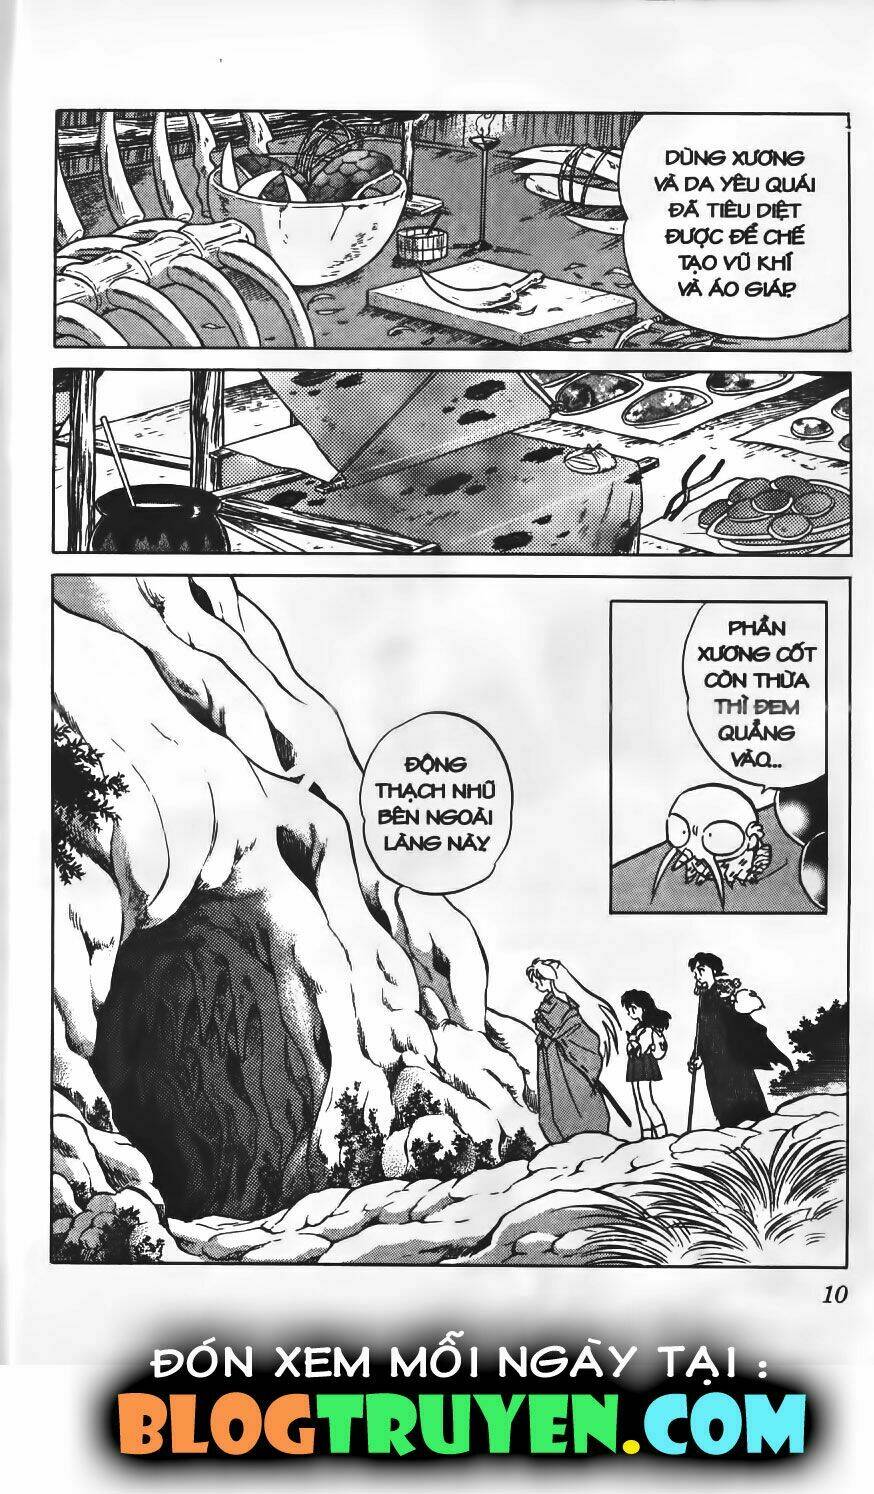 DÙNG XƯƠNG
VÀ DA YÊU QUÁI
ĐÃ TIÊU DIỆT
ĐƯỢC ĐỂ CHẾ
TẠO VŨ KHÍ
VÀ ÁO GIÁP.
PHẦN
XƯƠNG CỐT
CÒN THỪA
THÌ ĐEM
QUẲNG
VÀO...
ĐỘNG
THẠCH NHŨ
BÊN NGOÀI
LÀNG NÀY.
10
ĐÓN XEM MỖI NGÀY TẠI :
BLOGTRUYEN.COM